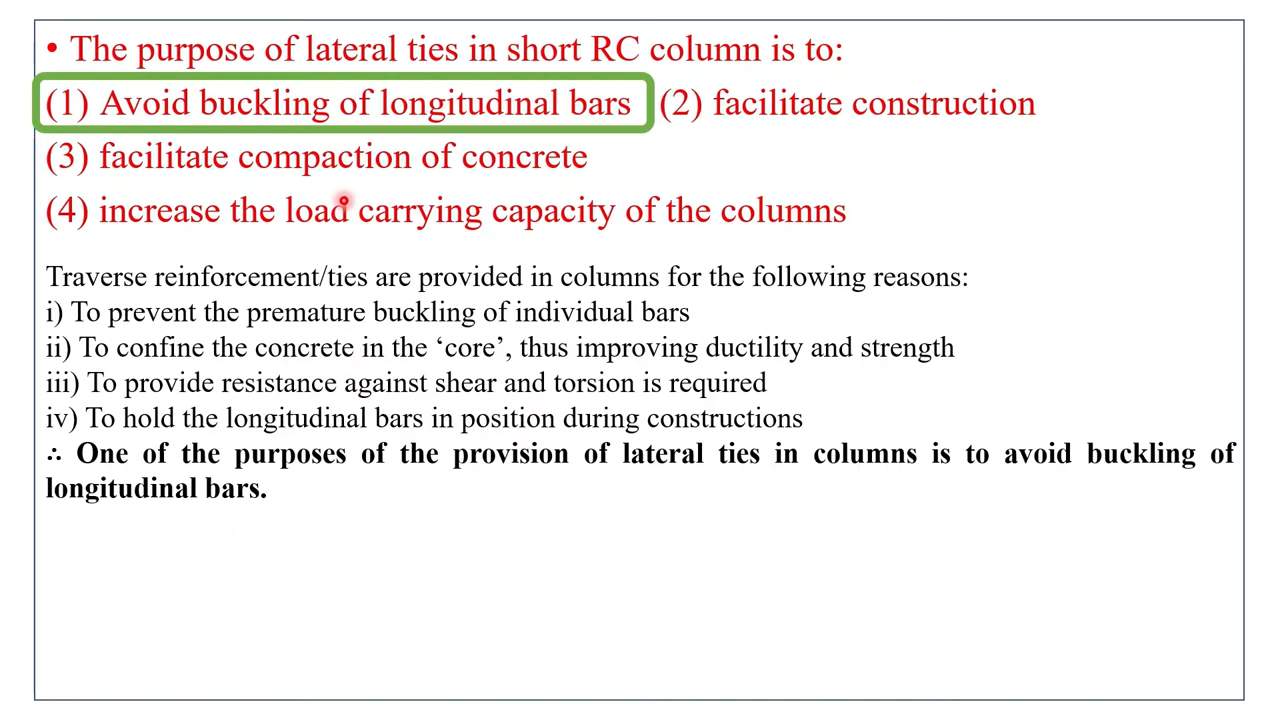 • The purpose of lateral ties in short RC column is to:
(1) Avoid buckling of longitudinal bars (2) facilitate construction
(3) facilitate compaction of concrete
(4) increase the load carrying capacity of the columns
Traverse reinforcement/ties are provided in columns for the following reasons:
i) To prevent the premature buckling of individual bars
ii) To confine the concrete in the ‘core’, thus improving ductility and strength
iii) To provide resistance against shear and torsion is required
iv) To hold the longitudinal bars in position during constructions
∴ One of the purposes of the provision of lateral ties in columns is to avoid buckling of
longitudinal bars.